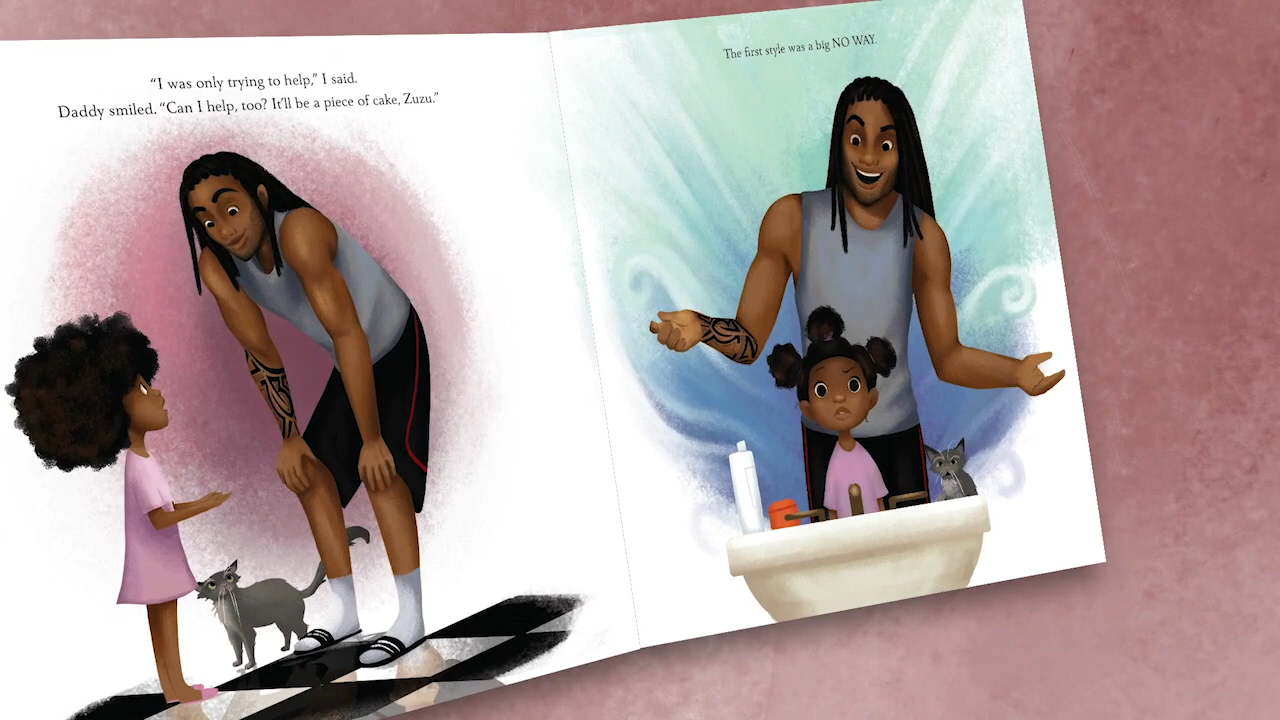 “I was only trying to help,” I said.
Daddy smiled. “Can I help, too? It’ll be a piece of cake, Zuzu.”
The first style was a big NO WAY.